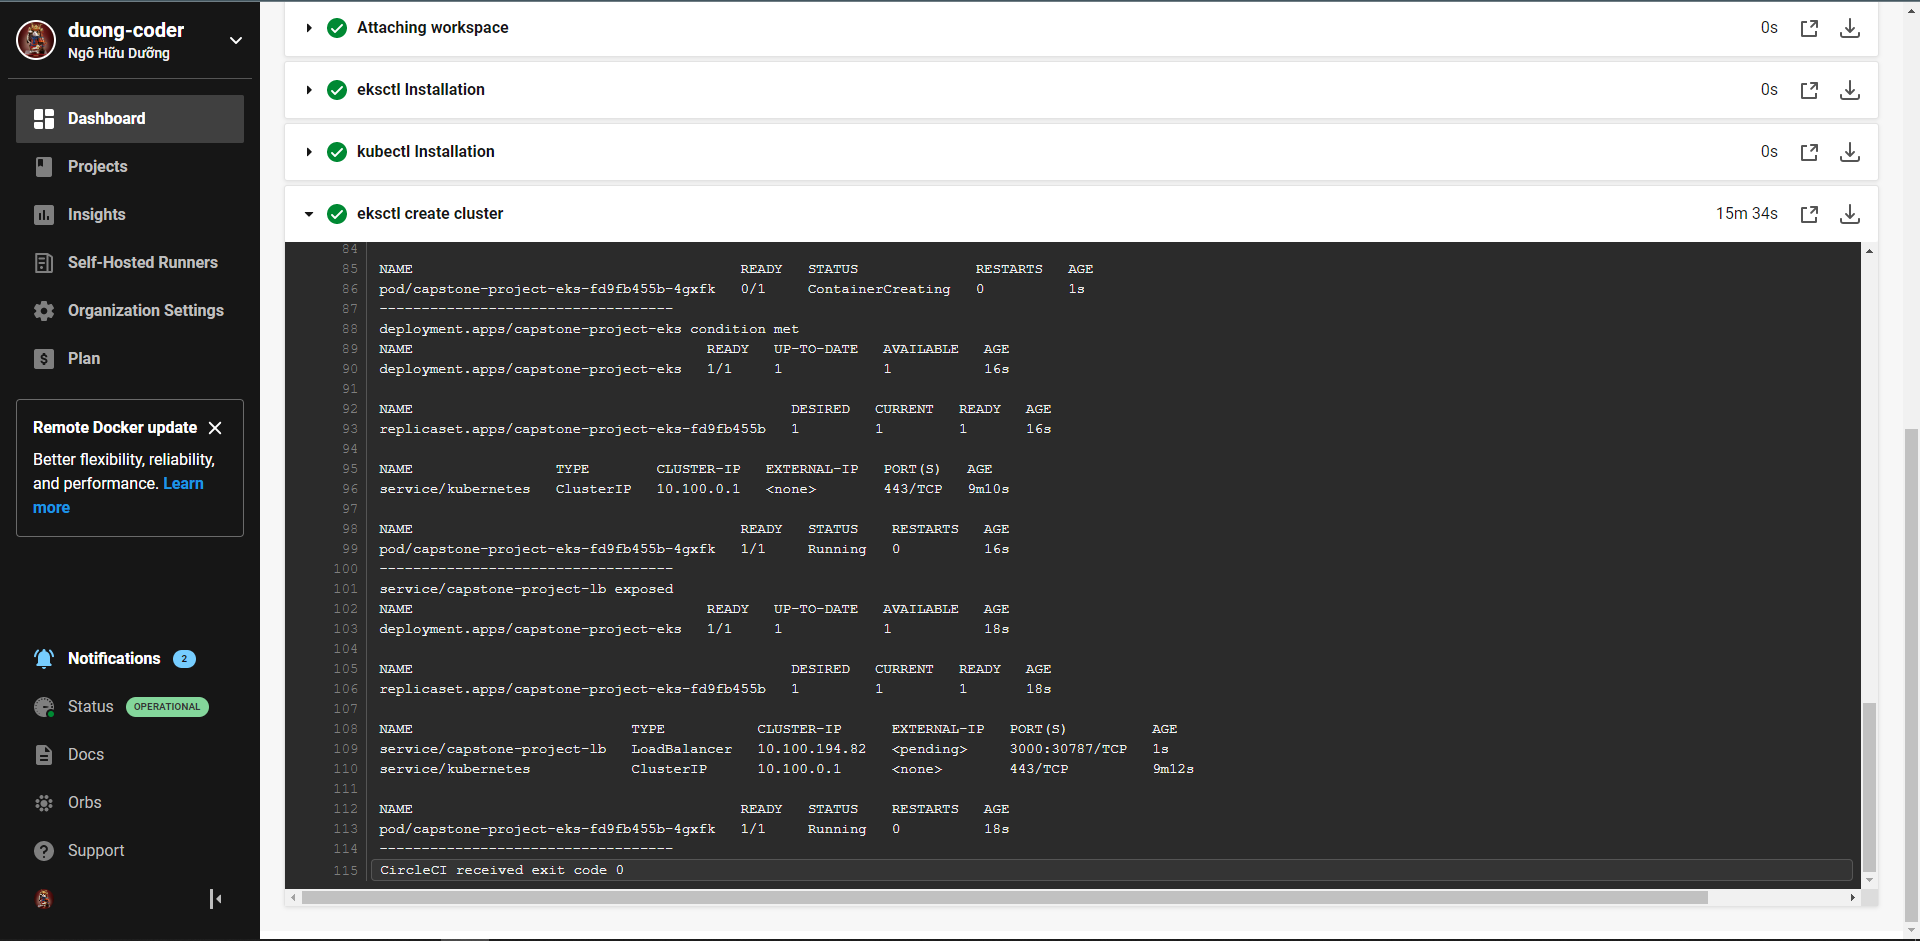 duong-coder
Ngô Hữu Dưỡng
Dashboard
Projects
Insights
Self-Hosted Runners
Organization Settings
Plan
Remote Docker update
Better flexibility, reliability,
and performance. Learn
more
Notifications 2
Status OPERATIONAL
Docs
Orbs
Support
Attaching workspace 0s
eksctl Installation 0s
kubectl Installation 0s
eksctl create cluster 15m 34s
84
85 NAME READY STATUS RESTARTS AGE
86 pod/capstone-project-eks-fd9fb455b-4gxfk 0/1 ContainerCreating 0 1s
87 -----------------------------------
88 deployment.apps/capstone-project-eks condition met
89 NAME READY UP-TO-DATE AVAILABLE AGE
90 deployment.apps/capstone-project-eks 1/1 1 1 16s
91
92 NAME DESIRED CURRENT READY AGE
93 replicaset.apps/capstone-project-eks-fd9fb455b 1 1 1 16s
94
95 NAME TYPE CLUSTER-IP EXTERNAL-IP PORT(S) AGE
96 service/kubernetes ClusterIP 10.100.0.1 <none> 443/TCP 9m10s
97
98 NAME READY STATUS RESTARTS AGE
99 pod/capstone-project-eks-fd9fb455b-4gxfk 1/1 Running 0 16s
100 -----------------------------------
101 service/capstone-project-lb exposed
102 NAME READY UP-TO-DATE AVAILABLE AGE
103 deployment.apps/capstone-project-eks 1/1 1 1 18s
104
105 NAME DESIRED CURRENT READY AGE
106 replicaset.apps/capstone-project-eks-fd9fb455b 1 1 1 18s
107
108 NAME TYPE CLUSTER-IP EXTERNAL-IP PORT(S) AGE
109 service/capstone-project-lb LoadBalancer 10.100.194.82 <pending> 3000:30787/TCP 1s
110 service/kubernetes ClusterIP 10.100.0.1 <none> 443/TCP 9m12s
111
112 NAME READY STATUS RESTARTS AGE
113 pod/capstone-project-eks-fd9fb455b-4gxfk 1/1 Running 0 18s
114 -----------------------------------
115 CircleCI received exit code 0